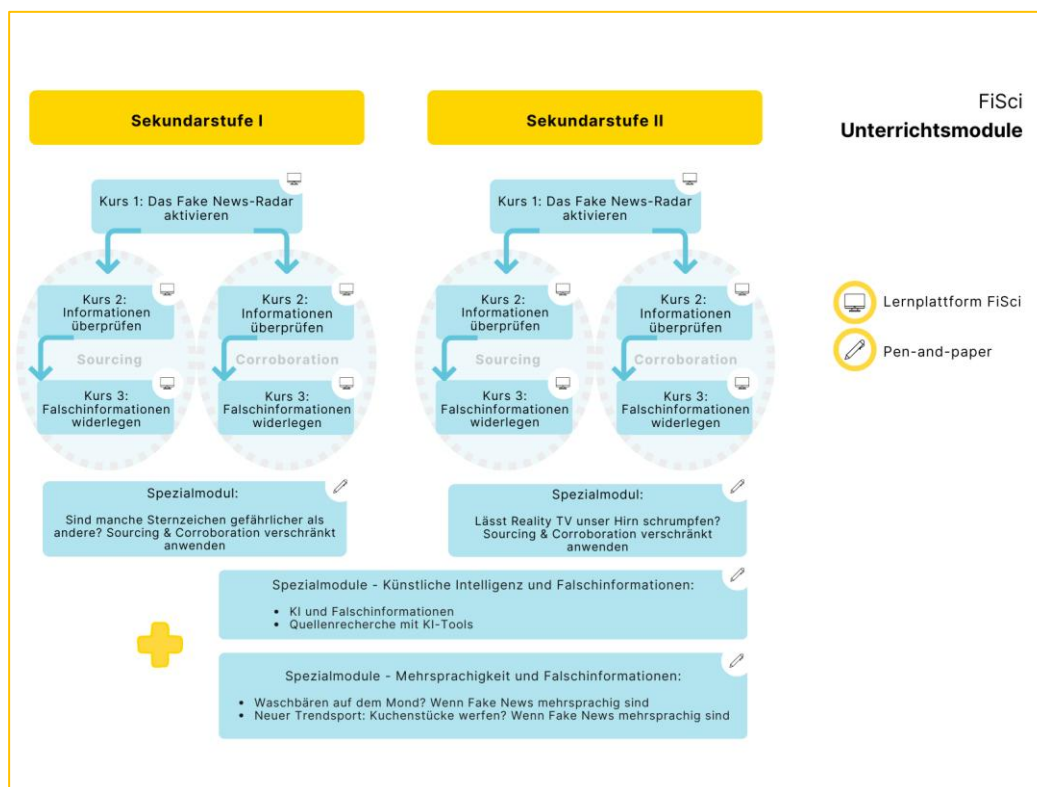 FiSci
Unterrichtsmodule
Sekundarstufe I
Sekundarstufe II
Kurs 1: Das Fake News-Radar
aktivieren
Kurs 2:
Informationen
überprüfen
Sourcing
Kurs 3:
Falschinformationen
widerlegen
Kurs 2:
Informationen
überprüfen
Corroboration
Kurs 3:
Falschinformationen
widerlegen
Kurs 1: Das Fake News-Radar
aktivieren
Kurs 2:
Informationen
überprüfen
Sourcing
Kurs 3:
Falschinformationen
widerlegen
Kurs 2:
Informationen
überprüfen
Corroboration
Kurs 3:
Falschinformationen
widerlegen
Lernplattform FiSci
Pen-and-paper
Spezialmodul:
Sind manche Sternzeichen gefährlicher als
andere? Sourcing & Corroboration verschränkt
anwenden
Spezialmodul:
Lässt Reality TV unser Hirn schrumpfen?
Sourcing & Corroboration verschränkt
anwenden
Spezialmodule - Künstliche Intelligenz und Falschinformationen:
• KI und Falschinformationen
• Quellenrecherche mit KI-Tools
Spezialmodule - Mehrsprachigkeit und Falschinformationen:
• Waschbären auf dem Mond? Wenn Fake News mehrsprachig sind
• Neuer Trendsport: Kuchenstücke werfen? Wenn Fake News mehrsprachig sind